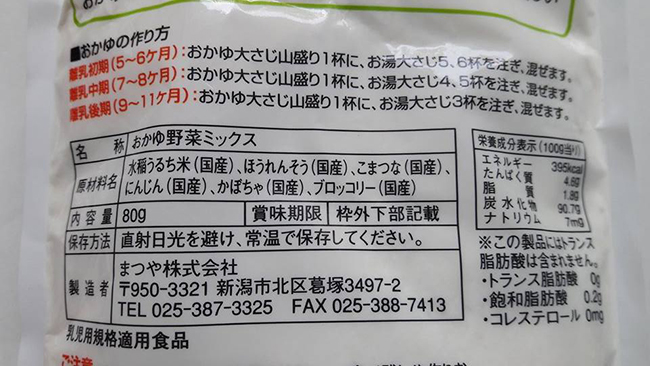 ■おかゆの作り方
離乳初期(5〜6ケ月):おかゆ大さじ山盛り1杯に、お湯大さじ5、6杯を注ぎ、混ぜます。
離乳中期(7〜8ケ月):おかゆ大さじ山盛り1杯に、お湯大さじ4、5杯を注ぎ、混ぜます。
離乳後期(9〜11ケ月):おかゆ大さじ山盛り1杯に、お湯大さじ3杯を注ぎ、混ぜます。
名称 おかゆ野菜ミックス
原材料名 水稲うるち米(国産)、ほうれんそう(国産)、こまつな(国産)、
にんじん(国産)、かぼちゃ(国産)、ブロッコリー(国産)
内容量 80g 賞味期限 枠外下部記載
保存方法 直射日光を避け、常温で保存してください。
製造者 まつや株式会社
〒950-3321 新潟市北区葛塚3497-2
TEL 025-387-3325 FAX 025-388-7413
乳児用規格適用食品
ご注意
栄養成分表示(100g当り)
エネルギー 395kcal
たんぱく質 4.6g
脂質 1.8g
炭水化物 90.7g
ナトリウム 7mg
※この製品にはトランス
脂肪酸は含まれません。
・トランス脂肪酸 0g
・飽和脂肪酸 0.2g
・コレステロール 0mg